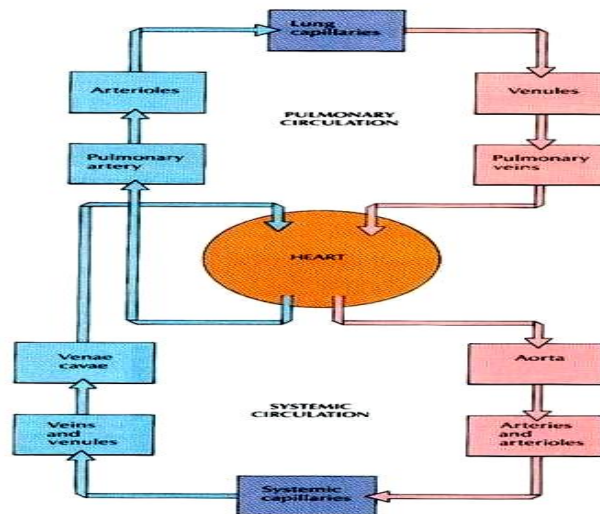 Lung
capillaries
Arterioles
Venules
PULMONARY
CIRCULATION
Pulmonary
artery
Pulmonary
veins
HEART
Venae
cavae
Aorta
SYSTEMIC
CIRCULATION
Veins and
venules
Arteries and
arterioles
Systemic
capillaries